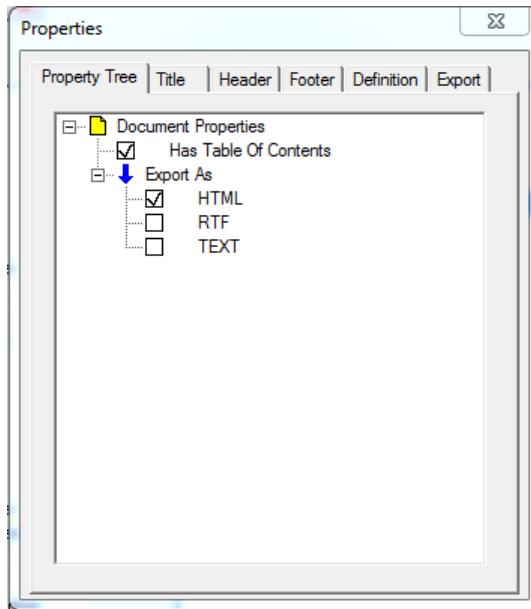 Properties
Property Tree Title Header Footer Definition Export
Document Properties
Has Table Of Contents
Export As
HTML
RTF
TEXT